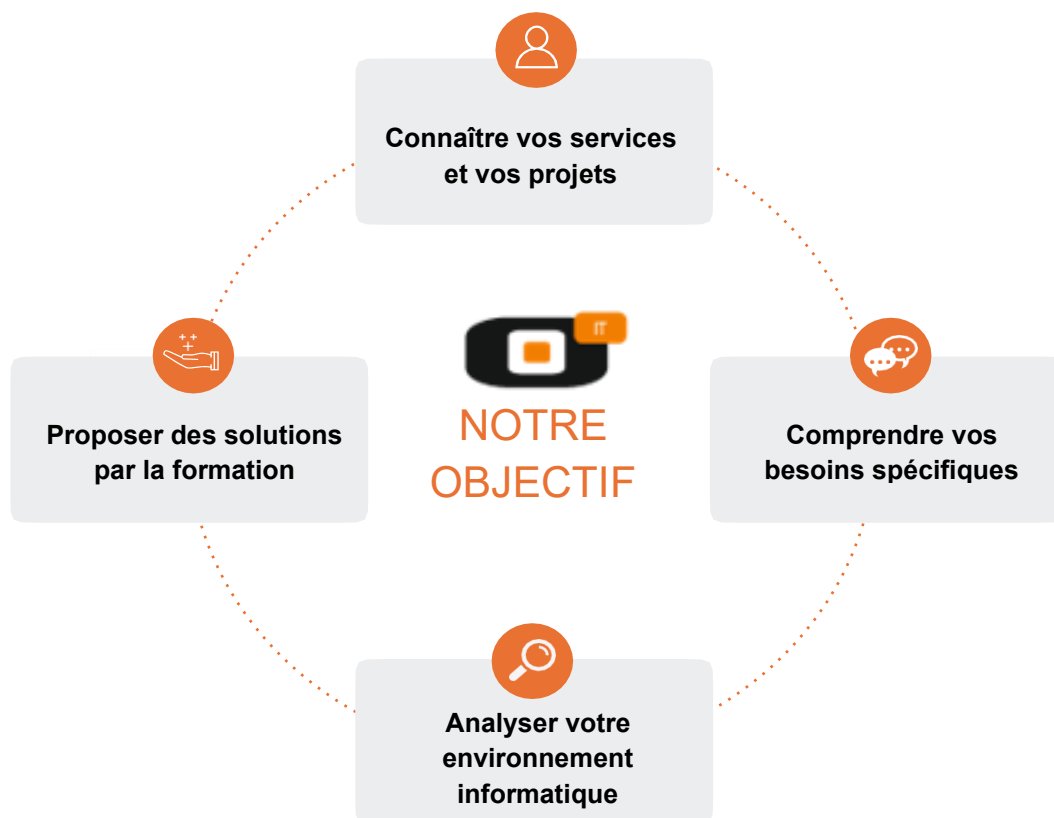 Connaître vos services
et vos projets
IT
NOTRE
OBJECTIF
Proposer des solutions
par la formation
Comprendre vos
besoins spécifiques
Analyser votre
environnement
informatique